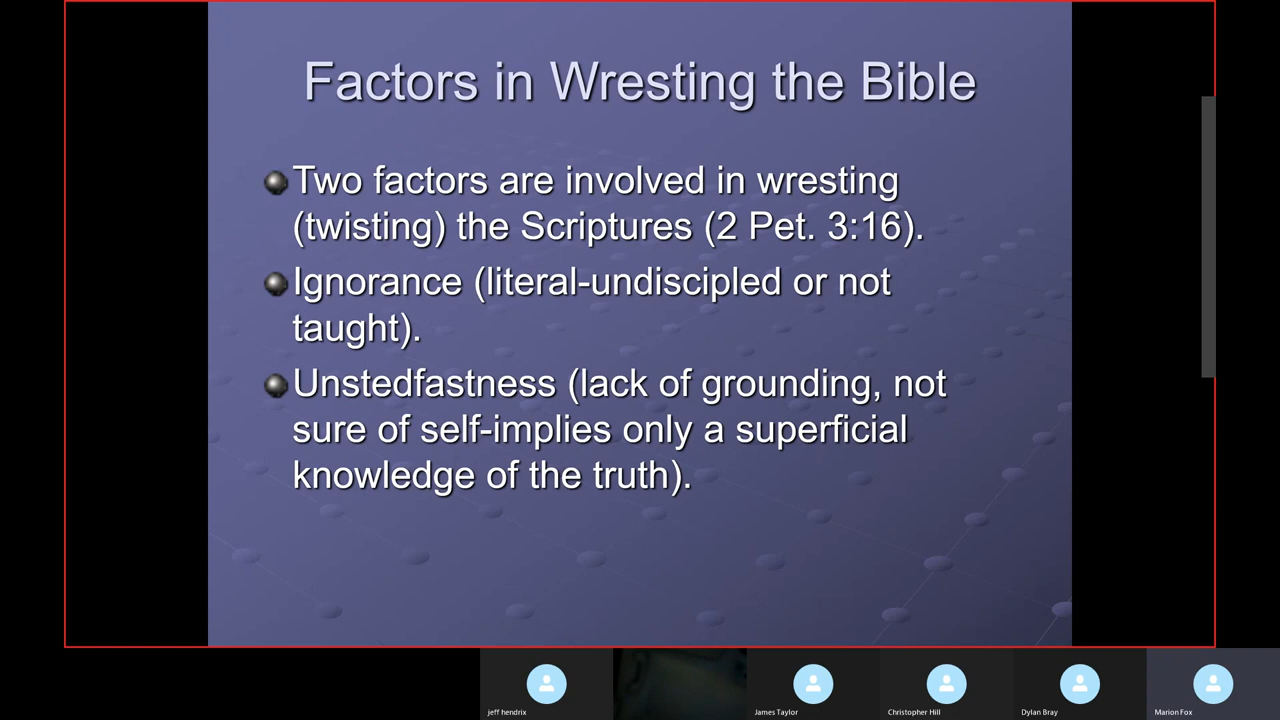 Factors in Wresting the Bible
Two factors are involved in wresting
(twisting) the Scriptures (2 Pet. 3:16).
Ignorance (literal-undiscipled or not
taught).
Unstedfastness (lack of grounding, not
sure of self-implies only a superficial
knowledge of the truth).
jeff hendrix
James Taylor
Christopher Hill
Dylan Bray
Marion Fox